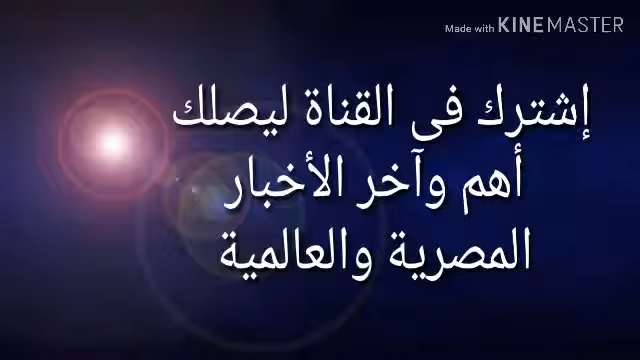 Made with KINEMASTER
إشترك فى القناة ليصلك
أهم وآخر الأخبار
المصرية والعالمية